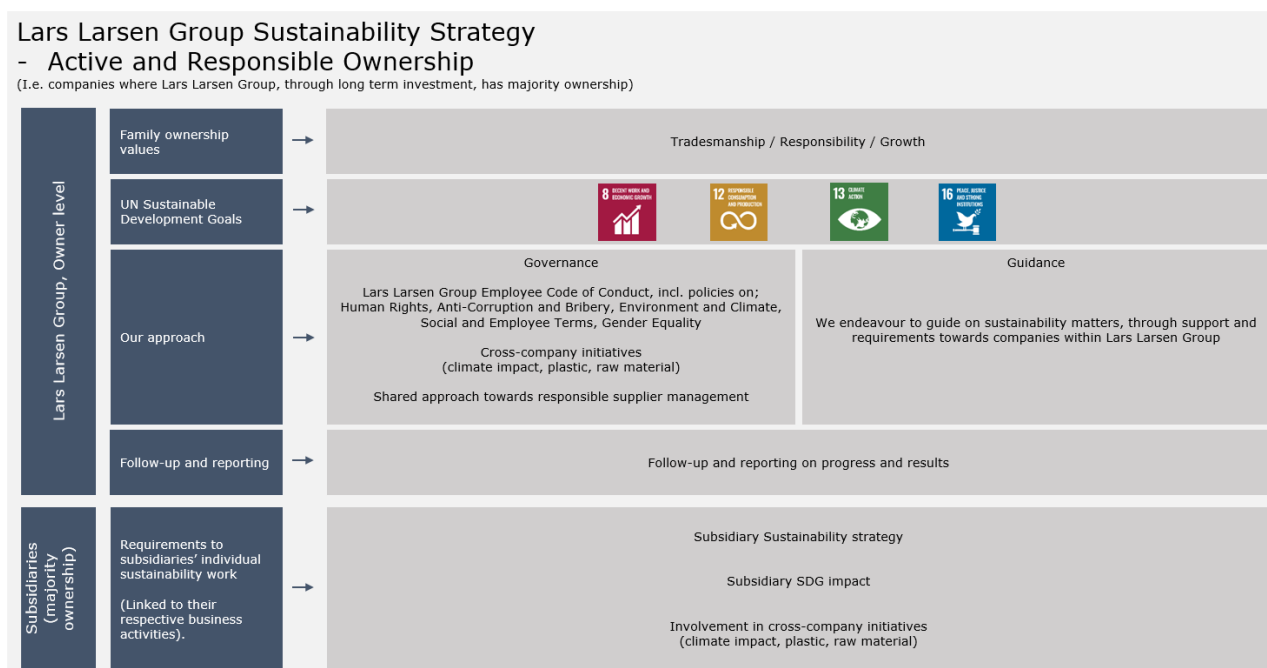 Lars Larsen Group Sustainability Strategy
- Active and Responsible Ownership
(I.e. companies where Lars Larsen Group, through long term investment, has majority ownership)
Lars Larsen Group, Owner level
Family ownership
values
Tradesmanship / Responsibility / Growth
UN Sustainable
Development Goals
8 DECENT WORK AND
ECONOMIC GROWTH
12 RESPONSIBLE
CONSUMPTION
AND PRODUCTION
13 CLIMATE
ACTION
16 PEACE, JUSTICE
AND STRONG
INSTITUTIONS
Our approach
Governance
Lars Larsen Group Employee Code of Conduct, incl. policies on;
Human Rights, Anti-Corruption and Bribery, Environment and Climate,
Social and Employee Terms, Gender Equality
Cross-company initiatives
(climate impact, plastic, raw material)
Shared approach towards responsible supplier management
Guidance
We endeavour to guide on sustainability matters, through support and
requirements towards companies within Lars Larsen Group
Follow-up and reporting
Follow-up and reporting on progress and results
Subsidiaries
(majority
ownership)
Requirements to
subsidiaries’ individual
sustainability work
(Linked to their
respective business
activities).
Subsidiary Sustainability strategy
Subsidiary SDG impact
Involvement in cross-company initiatives
(climate impact, plastic, raw material)